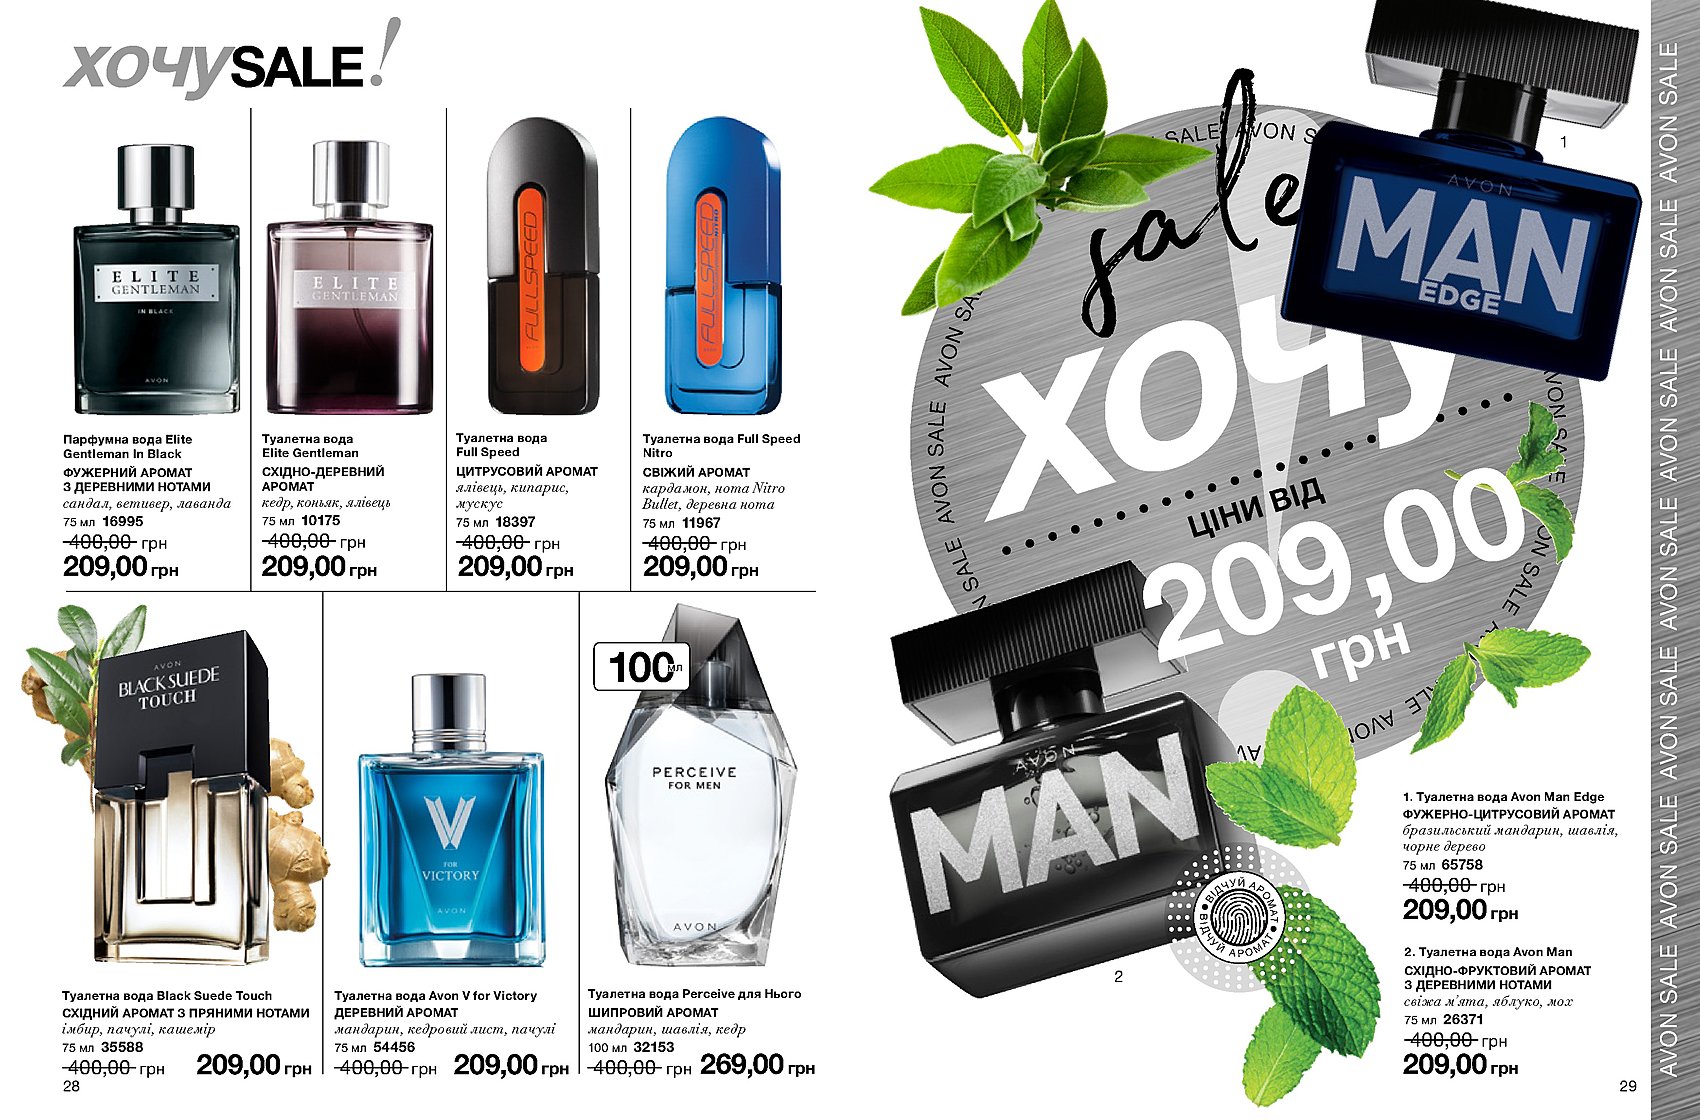 хочуSALE!
ELITE
GENTLEMAN
IN BLACK
AVON
Парфумна вода Elite
Gentleman In Black
ФУЖЕРНИЙ АРОМАТ
З ДЕРЕВНИМИ НОТАМИ
сандал, ветивер, лаванда
75 мл 16995
400,00 грн
209,00 грн
ELITE
GENTLEMAN
Туалетна вода
Elite Gentleman
СХІДНО-ДЕРЕВНИЙ
АРОМАТ
кедр, коньяк, ялівець
75 мл 10175
400,00 грн
209,00 грн
FULLSPEED
Туалетна вода
Full Speed
ЦИТРУСОВИЙ АРОМАТ
ялівець, кипарис,
мускус
75 мл 18397
400,00 грн
209,00 грн
FULLSPEED
NITRO
AVON
Туалетна вода Full Speed
Nitro
СВІЖИЙ АРОМАТ
кардамон, нота Nitro
Bullet, деревна нота
75 мл 11967
400,00 грн
209,00 грн
AVON
BLACK SUEDE
TOUCH
Туалетна вода Black Suede Touch
СХІДНИЙ АРОМАТ З ПРЯНИМИ НОТАМИ
імбир, пачулі, кашемір
75 мл 35588
400,00 грн 209,00 грн
V
FOR
VICTORY
AVON
Туалетна вода Avon V for Victory
ДЕРЕВНИЙ АРОМАТ
мандарин, кедровий лист, пачулі
75 мл 54456
400,00 грн 209,00 грн
100 мл
PERCEIVE
FOR MEN
AVON
Туалетна вода Perceive для Нього
ШИПРОВИЙ АРОМАТ
мандарин, шавлія, кедр
100 мл 32153
400,00 грн 269,00 грн
28
SALE AVON S
AVON SALE AVON SALE AVON SALE
sale
хочу
ЦІНИ ВІД
209,00
грн
AVON
MAN
EDGE
1
AVON
MAN
2
ВІДЧУЙ АРОМАТ • ВІДЧУЙ АРОМАТ •
1. Туалетна вода Avon Man Edge
ФУЖЕРНО-ЦИТРУСОВИЙ АРОМАТ
бразильський мандарин, шавлія,
чорне дерево
75 мл 65758
400,00 грн
209,00 грн
2. Туалетна вода Avon Man
СХІДНО-ФРУКТОВИЙ АРОМАТ
З ДЕРЕВНИМИ НОТАМИ
свіжа м'ята, яблуко, мох
75 мл 26371
400,00 грн
209,00 грн
29
AVON SALE AVON SALE AVON SALE AVON SALE AVON SALE AVON SALE AVON SALE